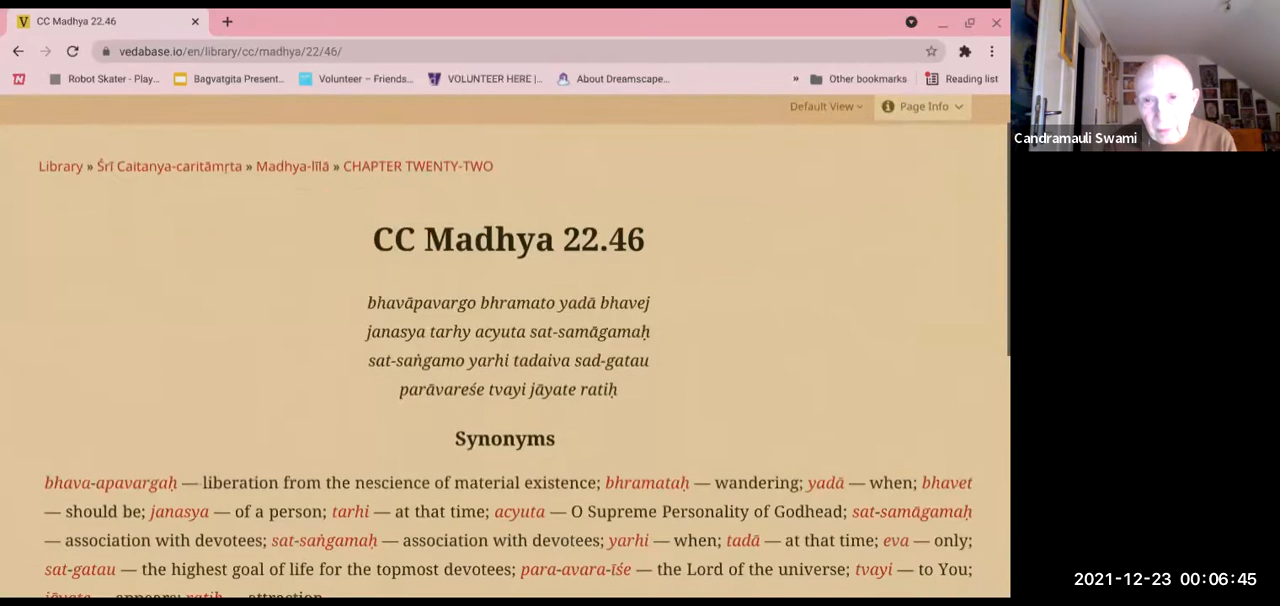 CC Madhya 22.46
vedabase.io/en/library/cc/madhya/22/46/
Robot Skater - Play... Bagvatgita Present... Volunteer – Friends... VOLUNTEER HERE |... About Dreamscape... » Other bookmarks Reading list
Default View Page Info
Candramauli Swami
Library » Śrī Caitanya-caritāmṛta » Madhya-līlā » CHAPTER TWENTY-TWO
CC Madhya 22.46
bhavāpavargo bhramato yadā bhavej
janasya tarhy acyuta sat-samāgamaḥ
sat-saṅgamo yarhi tadaiva sad-gatau
parāvareśe tvayi jāyate ratiḥ
Synonyms
bhava-apavargaḥ — liberation from the nescience of material existence; bhramataḥ — wandering; yadā — when; bhavet
— should be; janasya — of a person; tarhi — at that time; acyuta — O Supreme Personality of Godhead; sat-samāgamaḥ
— association with devotees; sat-saṅgamaḥ — association with devotees; yarhi — when; tadā — at that time; eva — only;
sat-gatau — the highest goal of life for the topmost devotees; para-avara-īśe — the Lord of the universe; tvayi — to You;
jāyate — appears; ratiḥ — attraction.
2021-12-23 00:06:45